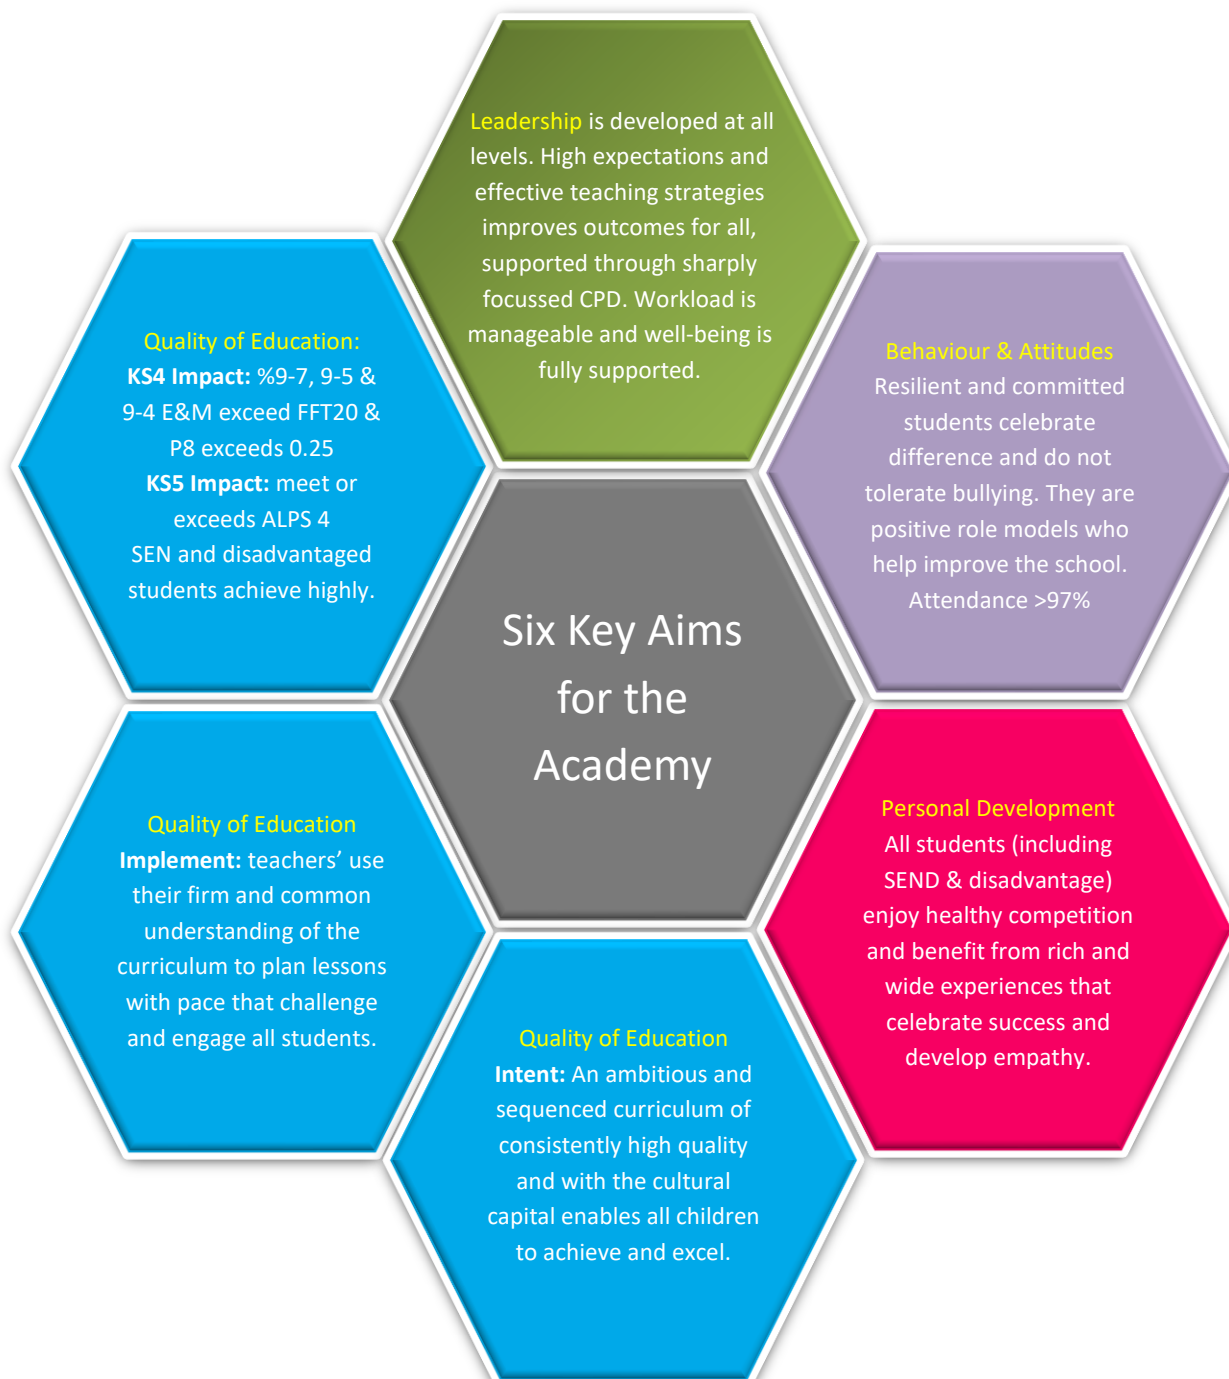 Leadership is developed at all
levels. High expectations and
effective teaching strategies
improves outcomes for all,
supported through sharply
focussed CPD. Workload is
manageable and well-being is
fully supported.
Quality of Education:
KS4 Impact: %9-7, 9-5 &
9-4 E&M exceed FFT20 &
P8 exceeds 0.25
KS5 Impact: meet or
exceeds ALPS 4
SEN and disadvantaged
students achieve highly.
Behaviour & Attitudes
Resilient and committed
students celebrate
difference and do not
tolerate bullying. They are
positive role models who
help improve the school.
Attendance >97%
Six Key Aims
for the
Academy
Quality of Education
Implement: teachers’ use
their firm and common
understanding of the
curriculum to plan lessons
with pace that challenge
and engage all students.
Personal Development
All students (including
SEND & disadvantage)
enjoy healthy competition
and benefit from rich and
wide experiences that
celebrate success and
develop empathy.
Quality of Education
Intent: An ambitious and
sequenced curriculum of
consistently high quality
and with the cultural
capital enables all children
to achieve and excel.